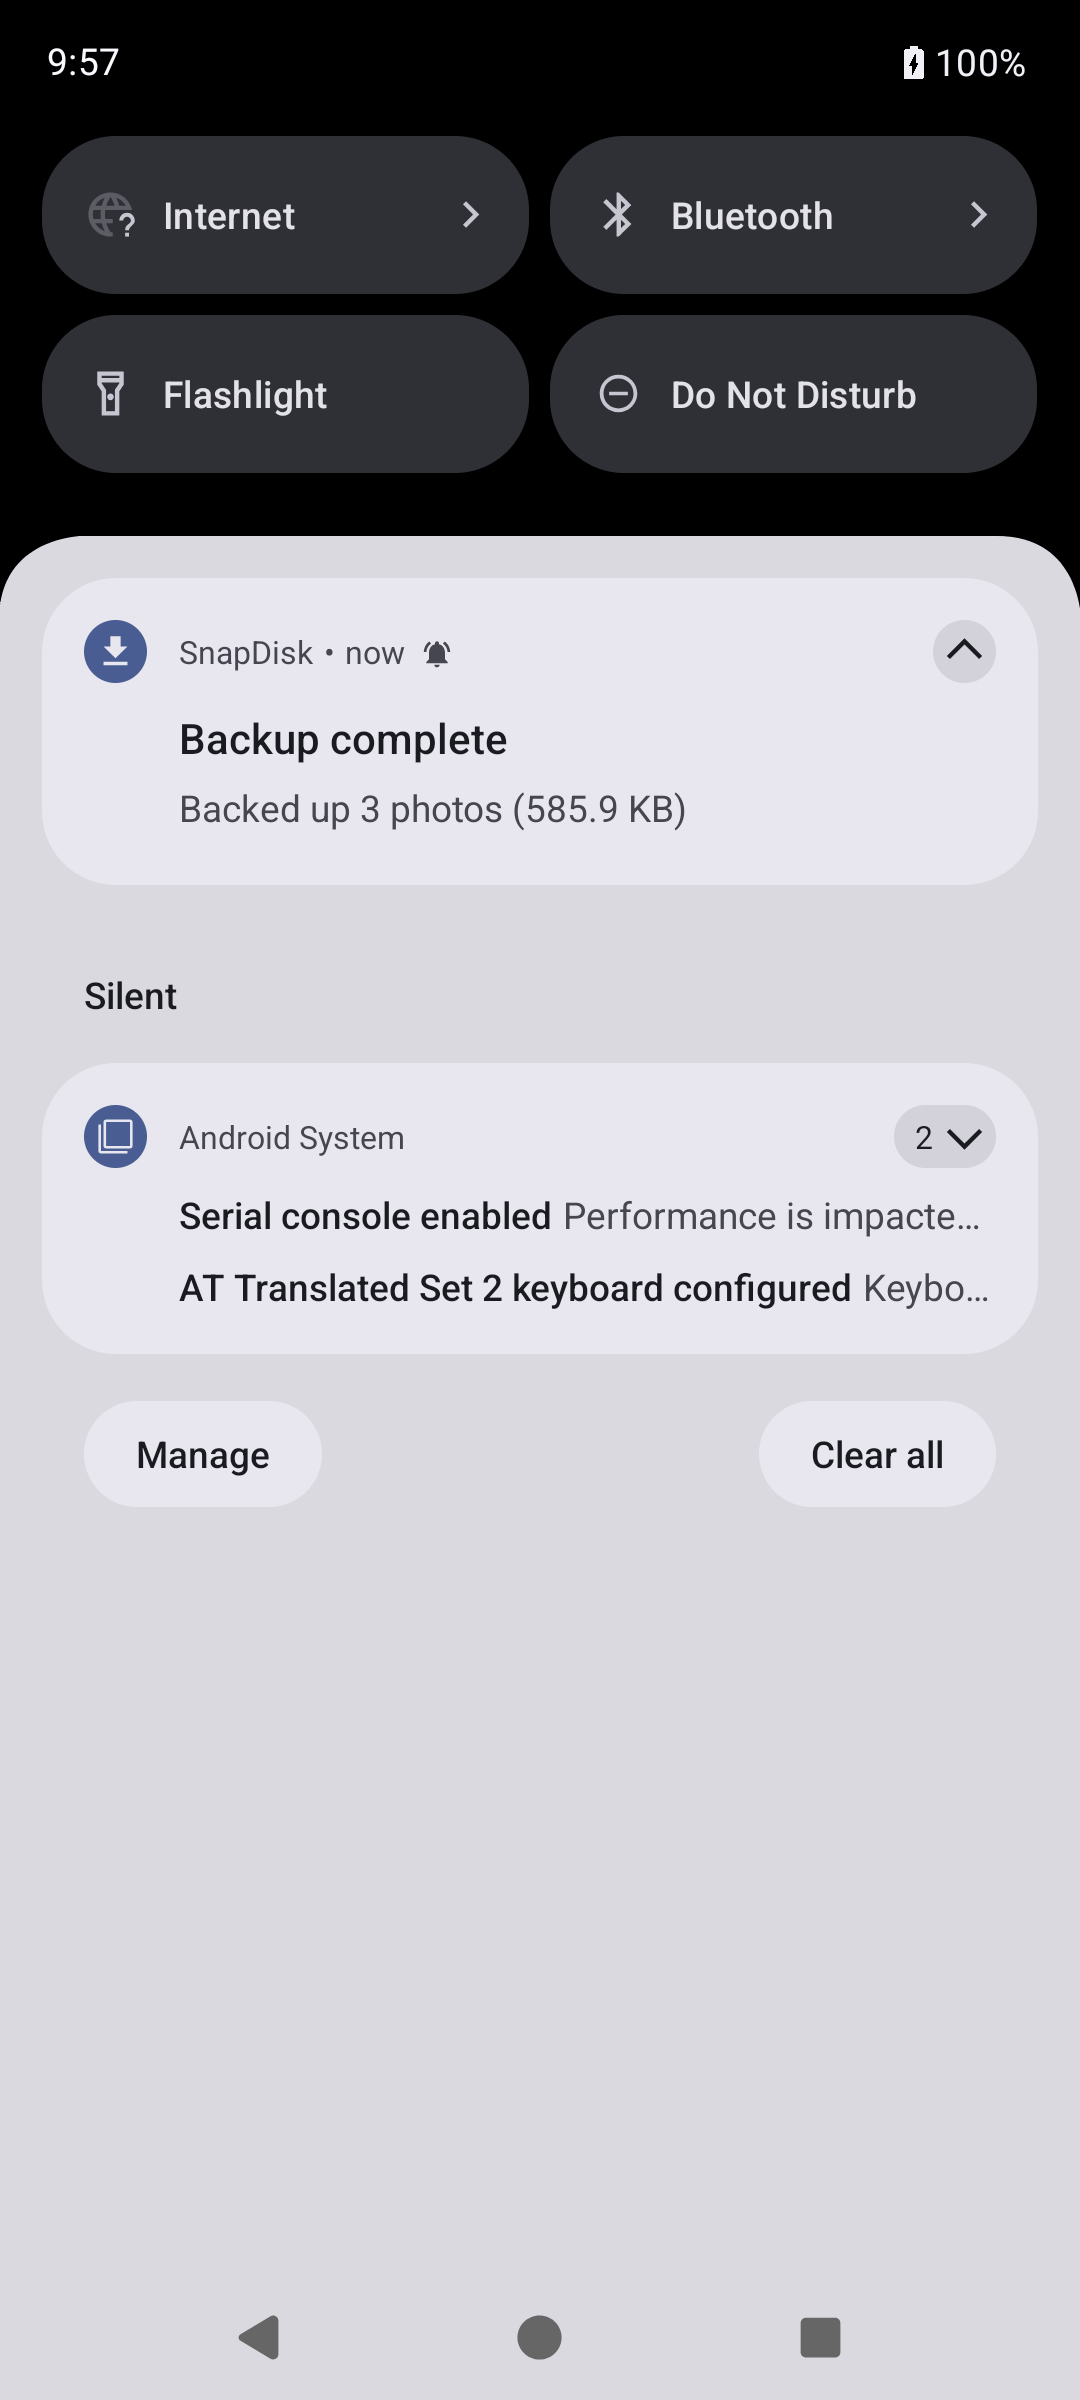 9:57
100%
Internet
Bluetooth
Flashlight
Do Not Disturb
SnapDisk • now
Backup complete
Backed up 3 photos (585.9 KB)
Silent
Android System
2
Serial console enabled Performance is impacte…
AT Translated Set 2 keyboard configured Keybo…
Manage
Clear all